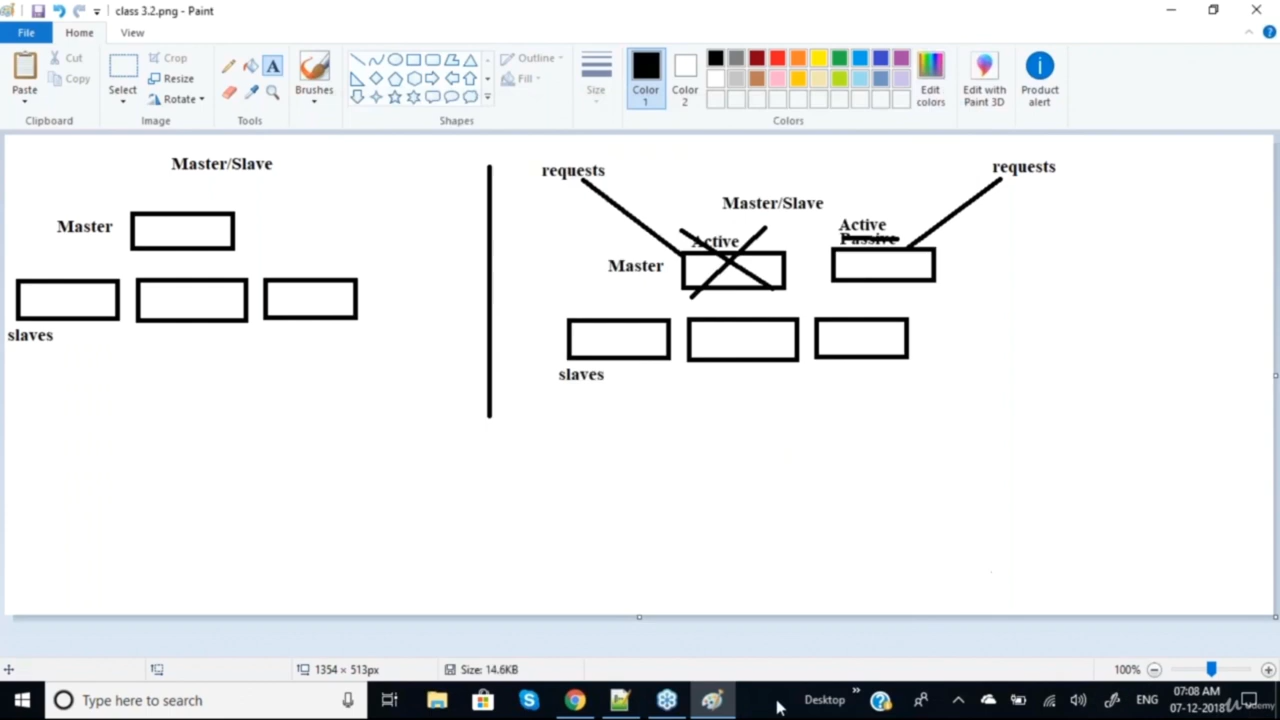 class 3.2.png - Paint
File
Home
View
Paste
Cut
Copy
Clipboard
Select
Crop
Resize
Rotate
Image
A
Tools
Brushes
Shapes
Outline
Fill
Size
Color 1
Color 2
Edit colors
Colors
Edit with Paint 3D
Product alert
Master/Slave
Master
slaves
requests
requests
Master/Slave
Active
Active
Passive
Master
slaves
1354 × 513px
Size: 14.6KB
100%
Type here to search
Desktop
ENG
07:08 AM
07-12-2018
Udemy